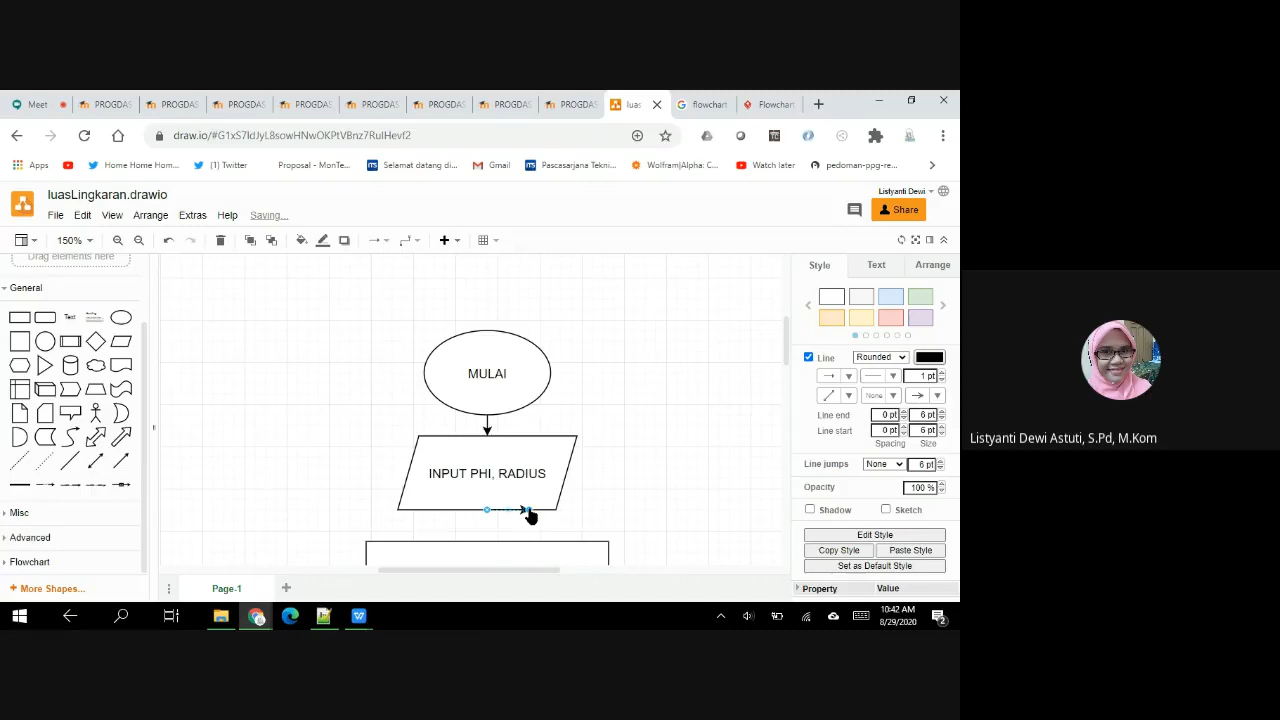 Meet PROGDAS PROGDAS PROGDAS PROGDAS PROGDAS PROGDAS PROGDAS PROGDAS luas flowchart Flowchart
draw.io/#G1xS7IdJyL8sowHNwOKPtVBnz7RuIHevf2
Apps Home Home Hom... (1) Twitter Proposal - MonTe... ITS Selamat datang di... Gmail ITS Pascasarjana Tekni... Wolfram|Alpha: C... Watch later pedoman-ppg-re...
luasLingkaran.drawio
Listyanti Dewi
File Edit View Arrange Extras Help Saving...
Share
150%
Drag elements here
Style Text Arrange
General
Text
Line Rounded
1 pt
None
Line end 0 pt 6 pt
Line start 0 pt 6 pt
Spacing Size
Line jumps None 6 pt
Opacity 100 %
Shadow Sketch
Edit Style
Copy Style Paste Style
Set as Default Style
Property Value
MULAI
INPUT PHI, RADIUS
Misc
Advanced
Flowchart
+ More Shapes...
Page-1
10:42 AM
8/29/2020
2
Listyanti Dewi Astuti, S.Pd, M.Kom